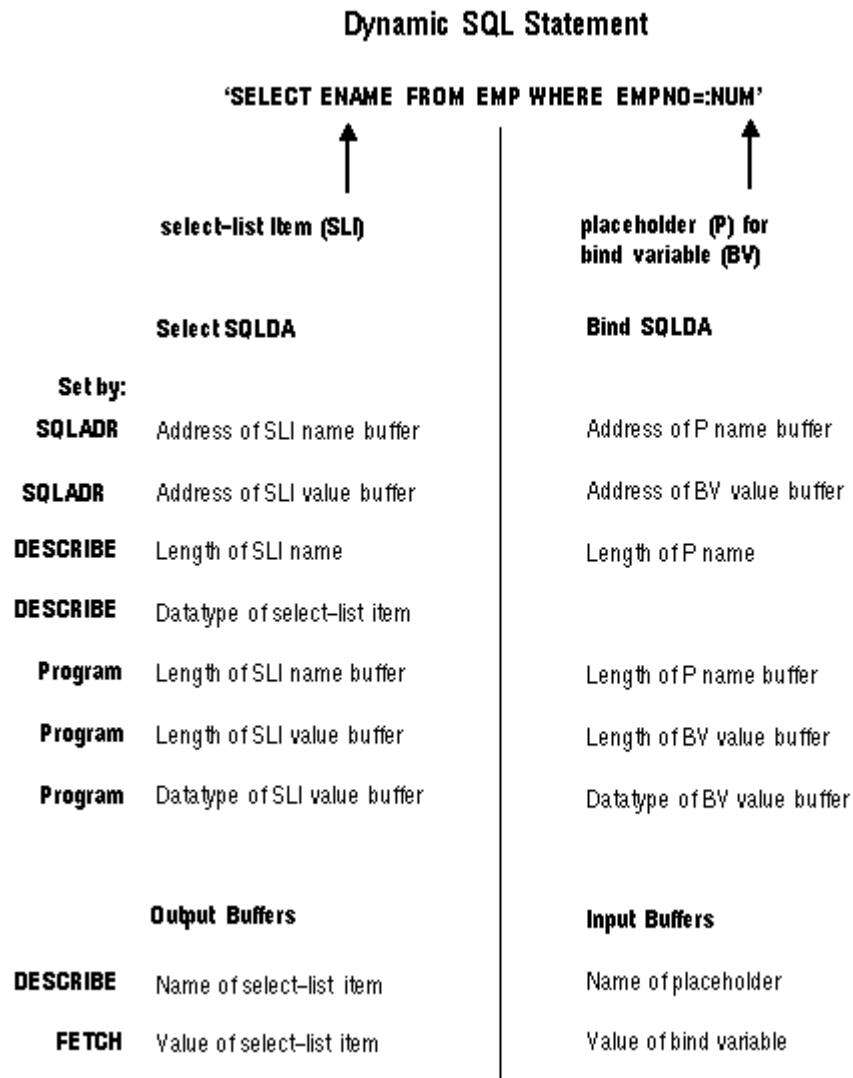 Dynamic SQL Statement
‘SELECT ENAME FROM EMP WHERE EMPNO=:NUM’
select–list Item (SLI)
placeholder (P) for
bind variable (BV)
Select SQLDA
Bind SQLDA
Set by:
SQLADR Address of SLI name buffer Address of P name buffer
SQLADR Address of SLI value buffer Address of BV value buffer
DESCRIBE Length of SLI name Length of P name
DESCRIBE Datatype of select–list item
Program Length of SLI name buffer Length of P name buffer
Program Length of SLI value buffer Length of BV value buffer
Program Datatype of SLI value buffer Datatype of BV value buffer
Output Buffers Input Buffers
DESCRIBE Name of select–list item Name of placeholder
FETCH Value of select–list item Value of bind variable